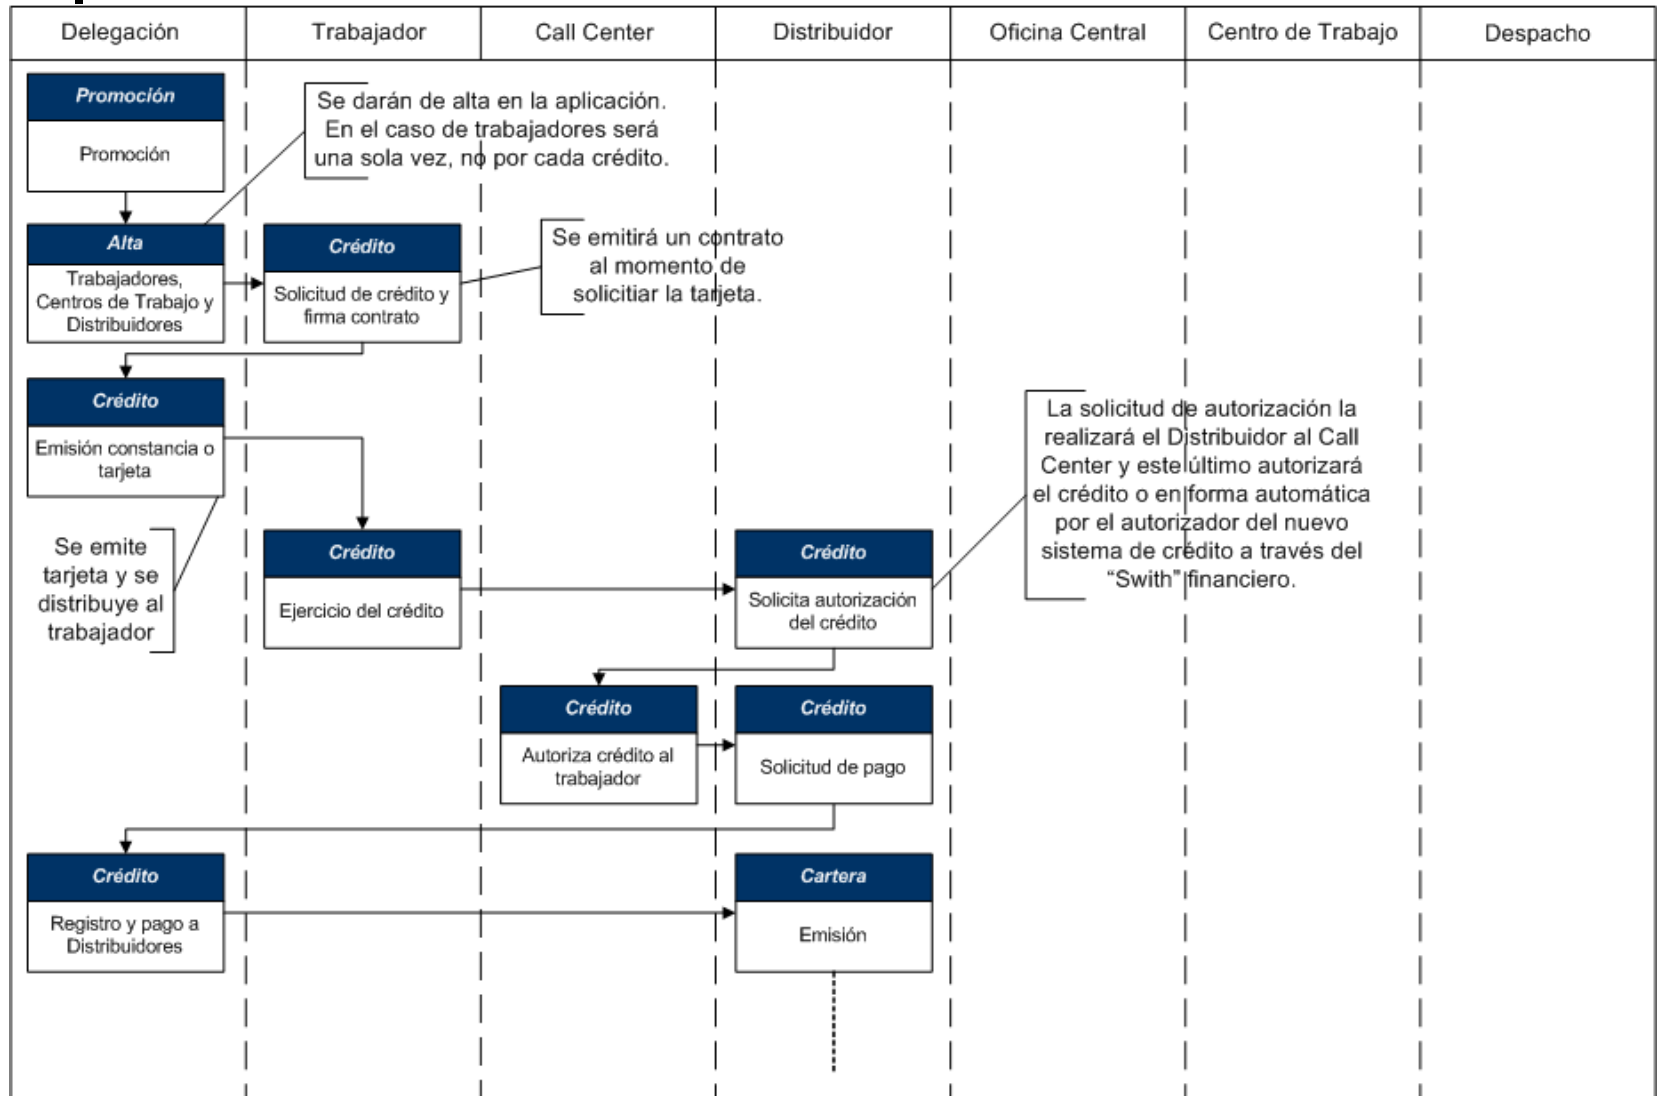 Delegación
Trabajador
Call Center
Distribuidor
Oficina Central
Centro de Trabajo
Despacho
Promoción
Promoción
Se darán de alta en la aplicación.
En el caso de trabajadores será
una sola vez, no por cada crédito.
Alta
Trabajadores,
Centros de Trabajo y
Distribuidores
Crédito
Solicitud de crédito y
firma contrato
Se emitirá un contrato
al momento de
solicitiar la tarjeta.
Crédito
Emisión constancia o
tarjeta
La solicitud de autorización la
realizará el Distribuidor al Call
Center y este último autorizará
el crédito o en forma automática
por el autorizador del nuevo
sistema de crédito a través del
“Swith” financiero.
Se emite
tarjeta y se
distribuye al
trabajador
Crédito
Ejercicio del crédito
Crédito
Solicita autorización
del crédito
Crédito
Autoriza crédito al
trabajador
Crédito
Solicitud de pago
Crédito
Registro y pago a
Distribuidores
Cartera
Emisión